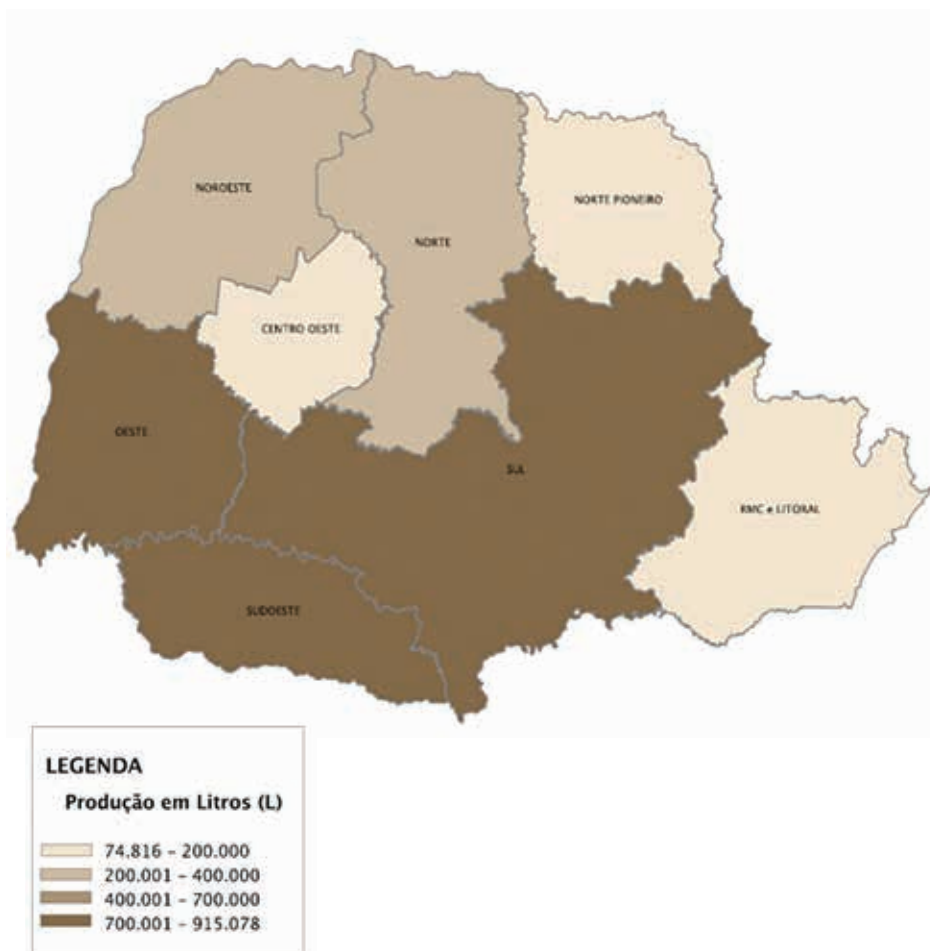 NOROESTE
NORTE PIONEIRO
NORTE
CENTRO OESTE
OESTE
SUL
RMC e LITORAL
SUDOESTE
LEGENDA
Produção em Litros (L)
74.816 - 200.000
200.001 - 400.000
400.001 - 700.000
700.001 - 915.078